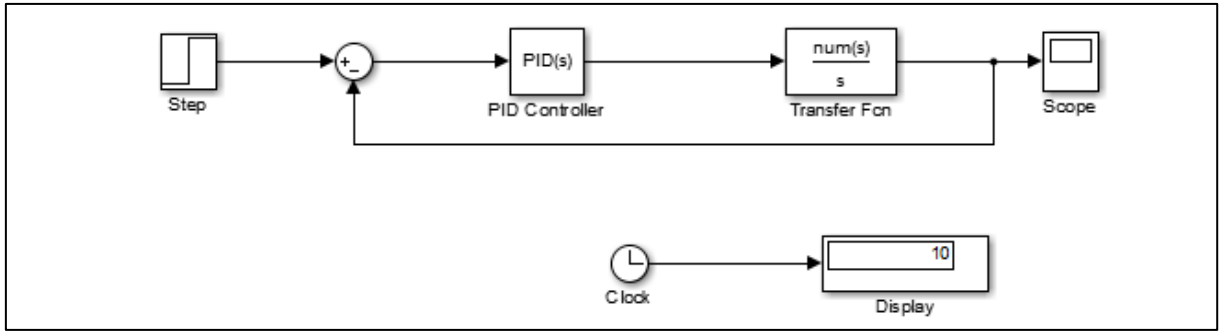 Step
+
−
PID(s)
PID Controller
num(s)
s
Transfer Fcn
Scope
Clock
10
Display